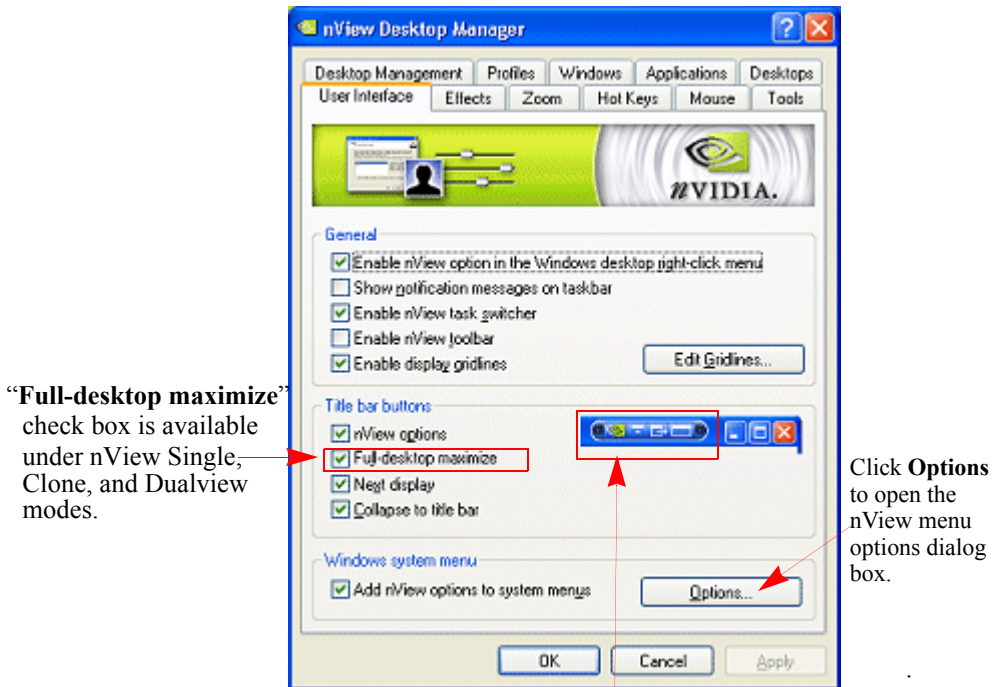 nView Desktop Manager
Desktop Management Profiles Windows Applications Desktops
User Interface Effects Zoom Hot Keys Mouse Tools
nVIDIA.
General
Enable nView option in the Windows desktop right-click menu
Show notification messages on taskbar
Enable nView task switcher
Enable nView toolbar
Enable display gridlines
Edit Gridlines...
“Full-desktop maximize”
check box is available
under nView Single,
Clone, and Dualview
modes.
Title bar buttons
nView options
Full-desktop maximize
Next display
Collapse to title bar
Click Options
to open the
nView menu
options dialog
box.
Windows system menu
Add nView options to system menus
Options...
OK Cancel Apply
.